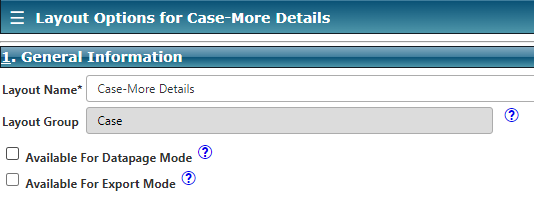 ☰ Layout Options for Case-More Details
1. General Information
Layout Name* Case-More Details
Layout Group Case ?
Available For Datapage Mode ?
Available For Export Mode ?